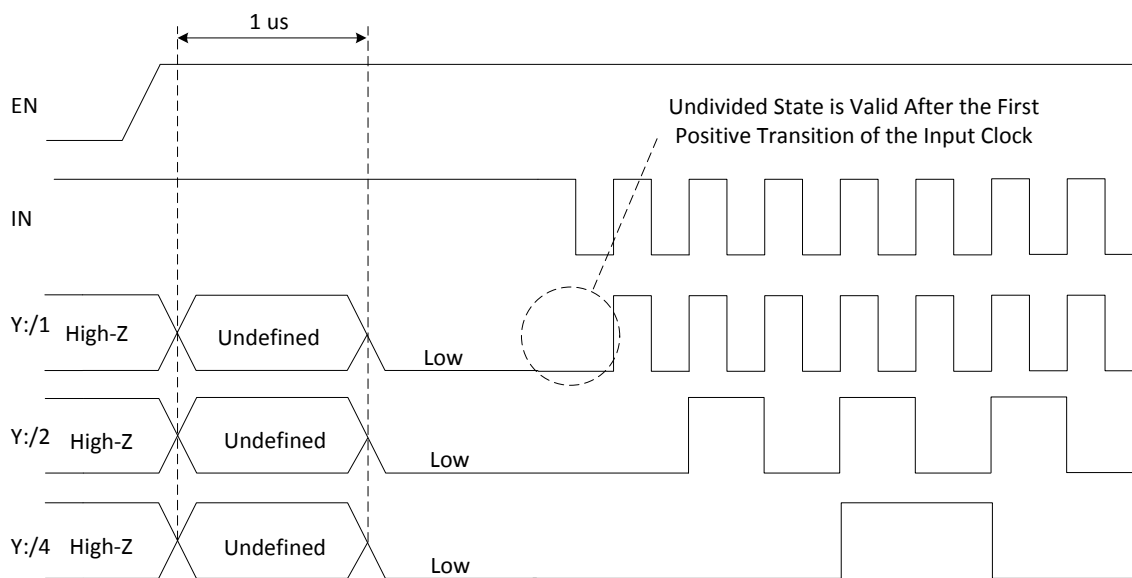 1 us
EN
Undivided State is Valid After the First
Positive Transition of the Input Clock
IN
Y:/1 High-Z Undefined Low
Y:/2 High-Z Undefined Low
Y:/4 High-Z Undefined Low